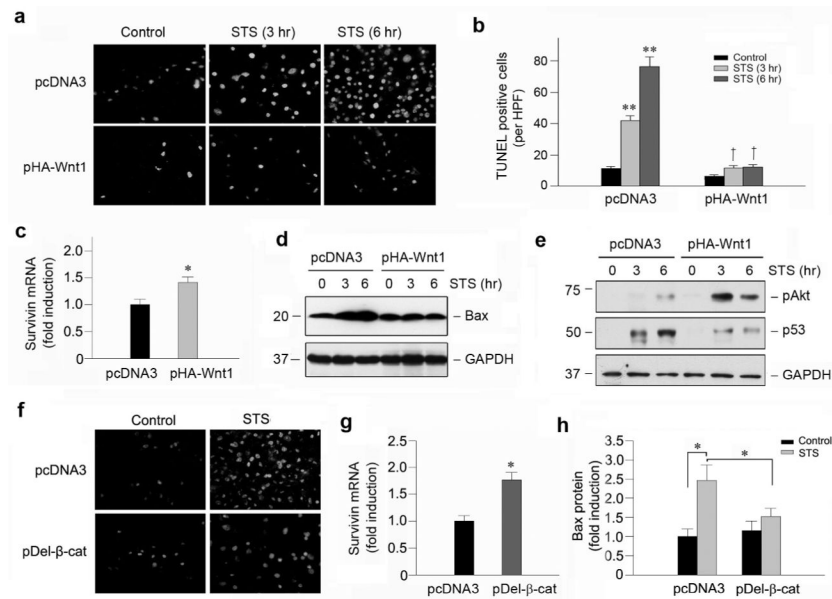 a
Control STS (3 hr) STS (6 hr)
pcDNA3
pHA-Wnt1
b
TUNEL positive cells
(per HPF)
80
60
40
20
0
** **
† †
Control
STS (3 hr)
STS (6 hr)
pcDNA3 pHA-Wnt1
c
Survivin mRNA
(fold induction)
2.0
1.5
1.0
0.5
0
*
pcDNA3 pHA-Wnt1
d
pcDNA3 pHA-Wnt1
0 3 6 0 3 6 STS (hr)
20 – – Bax
37 – – GAPDH
e
pcDNA3 pHA-Wnt1
0 3 6 0 3 6 STS (hr)
75 – – pAkt
50 – – p53
37 – – GAPDH
f
Control STS
pcDNA3
pDel-β-cat
g
Survivin mRNA
(fold induction)
2.5
2.0
1.5
1.0
0.5
0
*
pcDNA3 pDel-β-cat
h
Bax protein
(fold induction)
3.5
3.0
2.5
2.0
1.5
1.0
0.5
0.0
* *
Control
STS
pcDNA3 pDel-β-cat